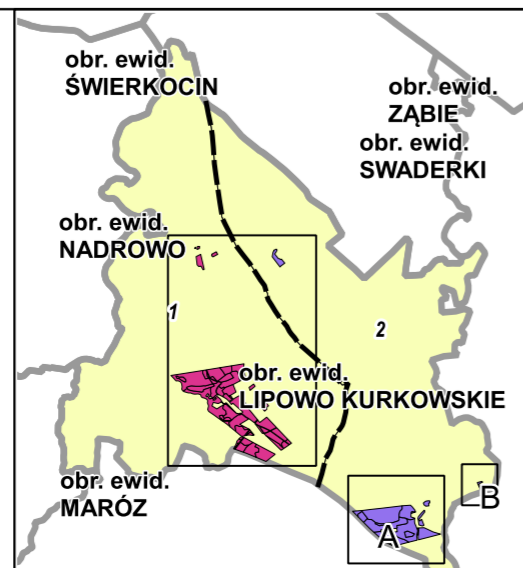 obr. ewid.
ŚWIERKOCIN
obr. ewid.
ZĄBIE
obr. ewid.
SWADERKI
obr. ewid.
NADROWO
1
2
obr. ewid.
LIPOWO KURKOWSKIE
obr. ewid.
MARÓZ
A
B